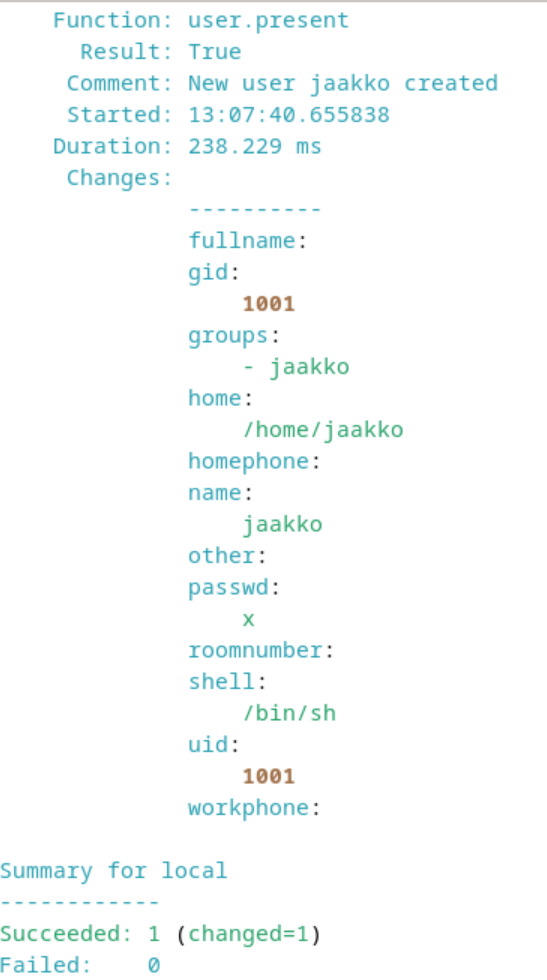 Function: user.present
Result: True
Comment: New user jaakko created
Started: 13:07:40.655838
Duration: 238.229 ms
Changes:
----------
fullname:
gid:
1001
groups:
- jaakko
home:
/home/jaakko
homephone:
name:
jaakko
other:
passwd:
x
roomnumber:
shell:
/bin/sh
uid:
1001
workphone:
Summary for local
------------
Succeeded: 1 (changed=1)
Failed: 0